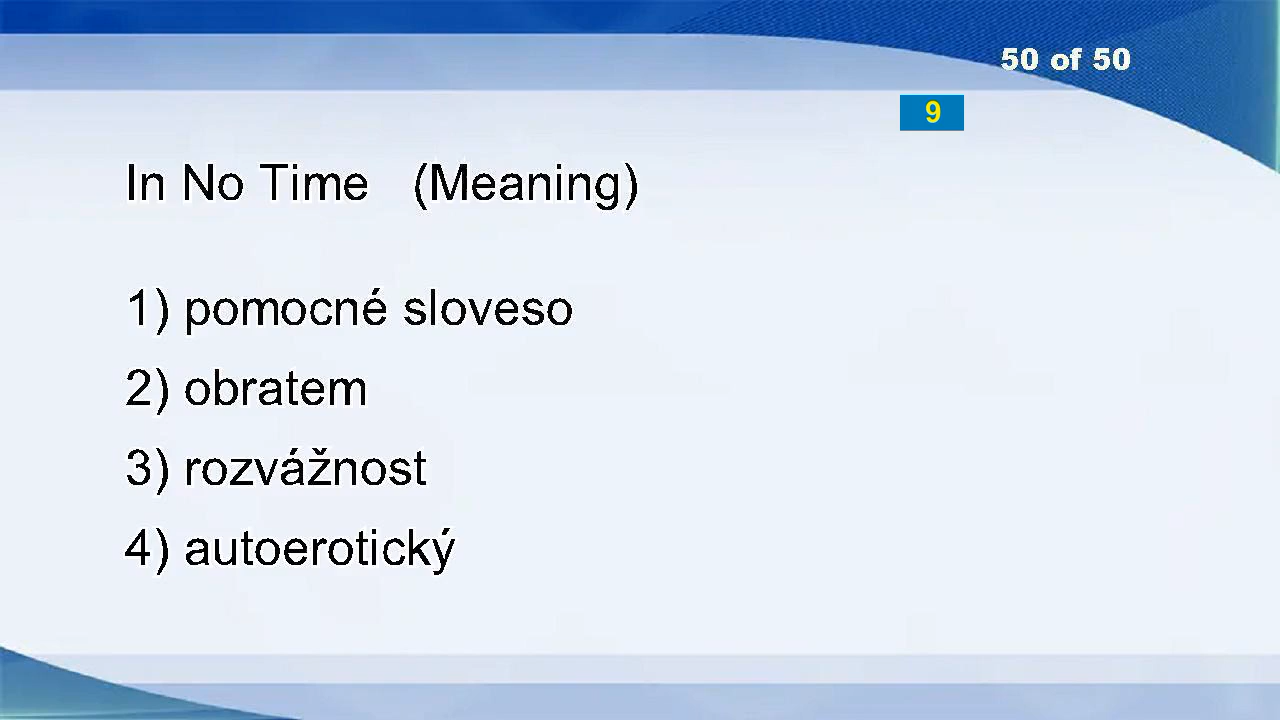 50 of 50
9
In No Time (Meaning)
1) pomocné sloveso
2) obratem
3) rozvážnost
4) autoerotický